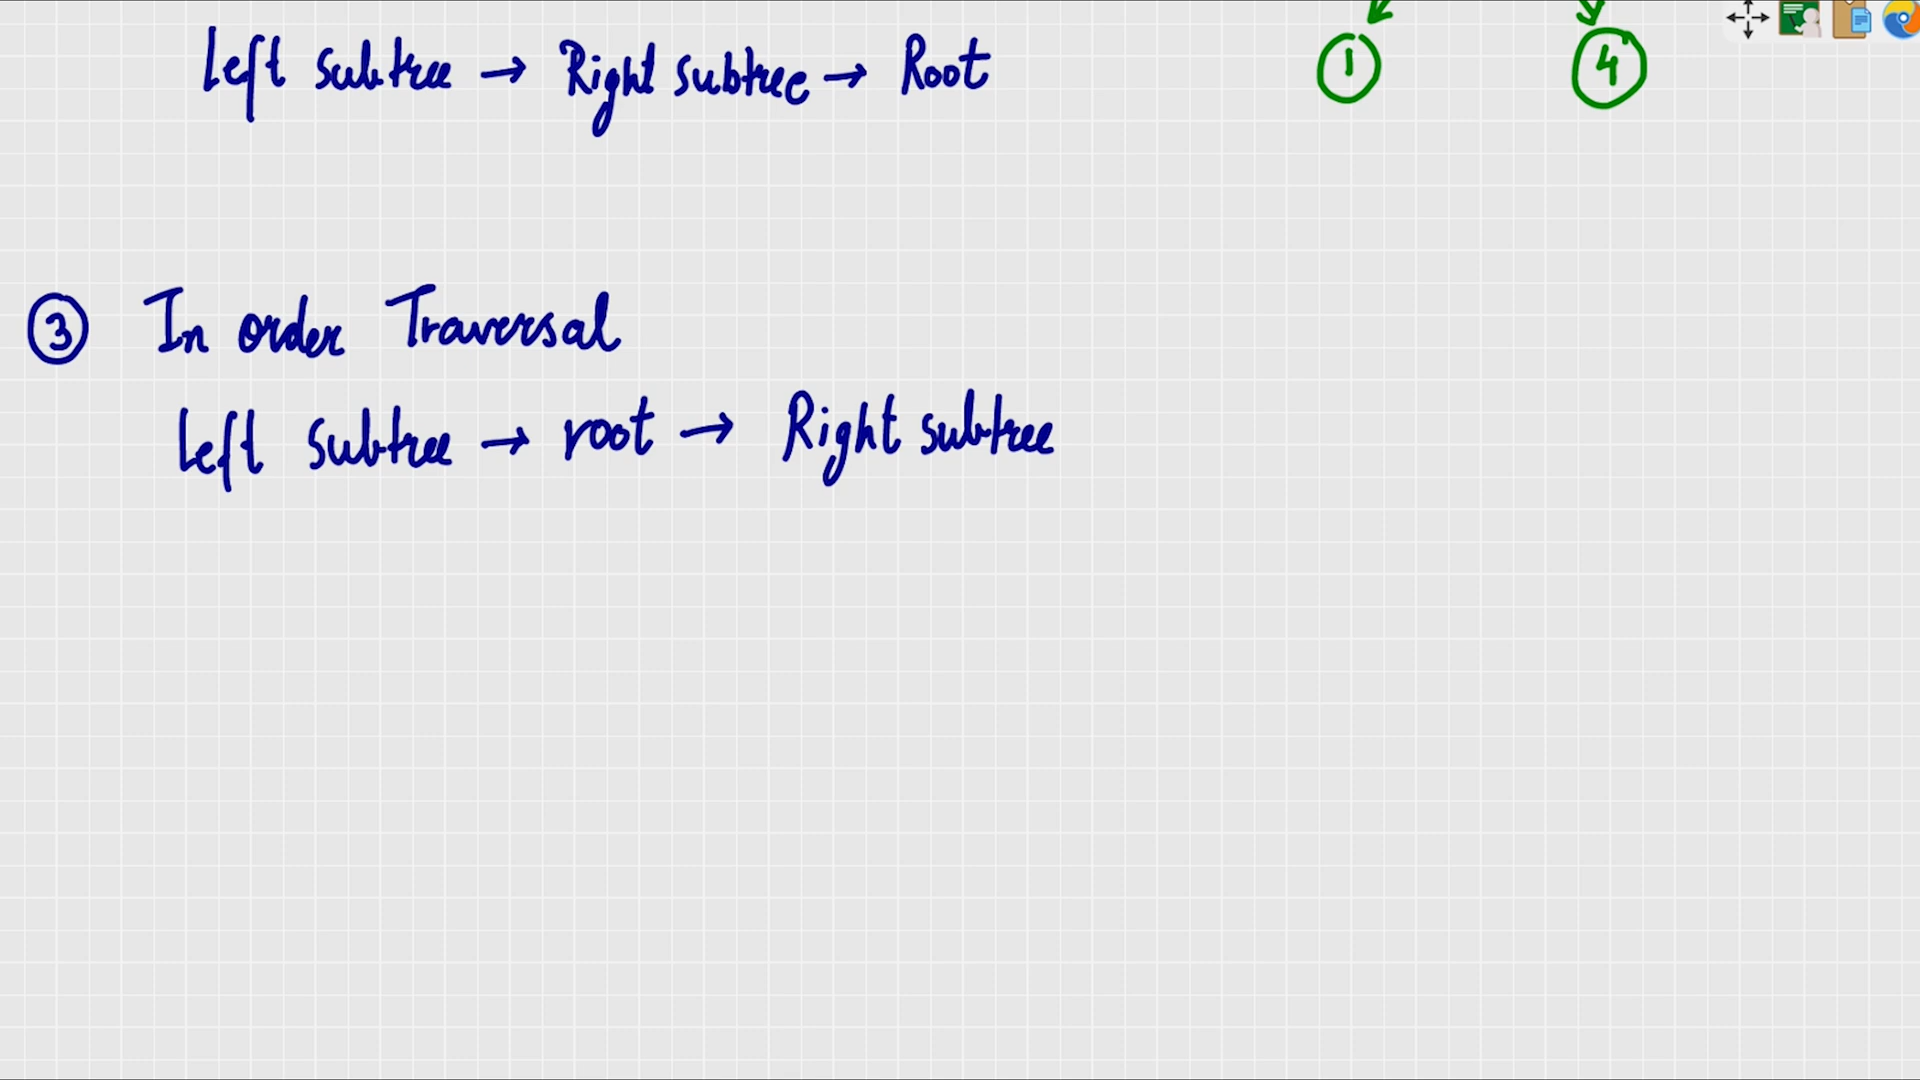 Left subtree → Right subtree → Root
1 4
3 In order Traversal
Left subtree → root → Right subtree